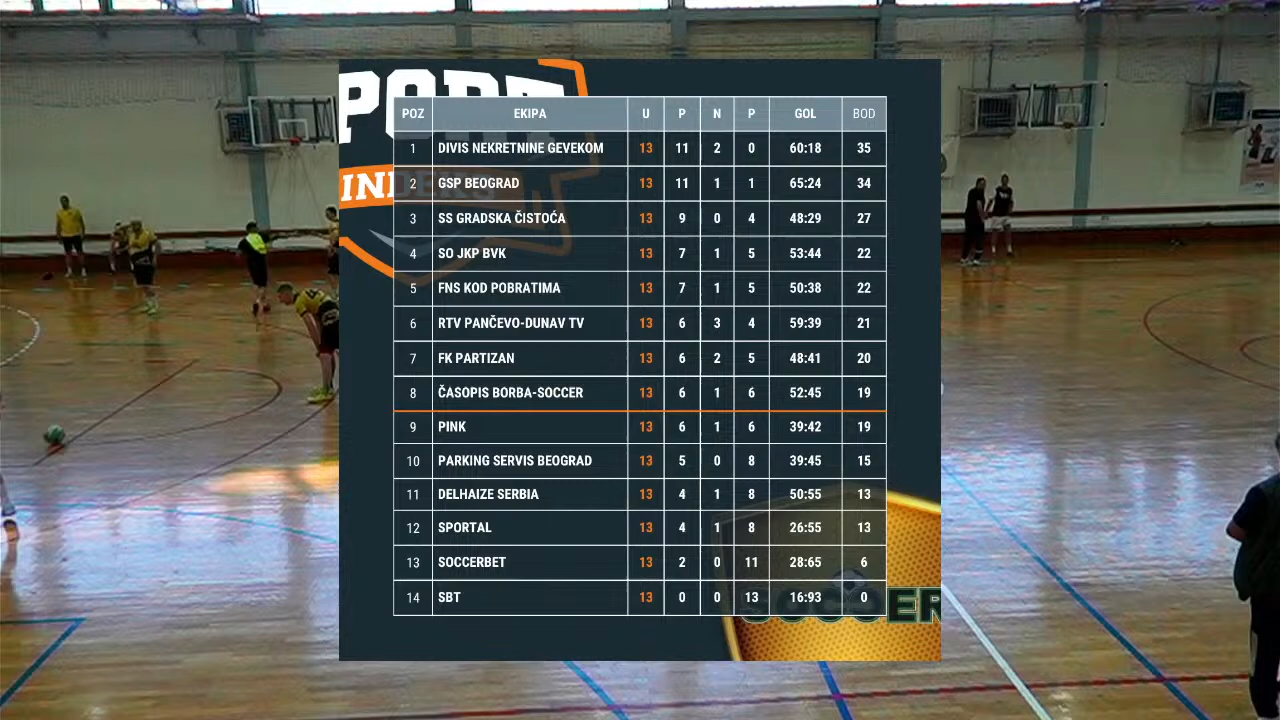 PORT
INDERS
POZ EKIPA U P N P GOL BOD
1 DIVIS NEKRETNINE GEVEKOM 13 11 2 0 60:18 35
2 GSP BEOGRAD 13 11 1 1 65:24 34
3 SS GRADSKA ČISTOĆA 13 9 0 4 48:29 27
4 SO JKP BVK 13 7 1 5 53:44 22
5 FNS KOD POBRATIMA 13 7 1 5 50:38 22
6 RTV PANČEVO-DUNAV TV 13 6 3 4 59:39 21
7 FK PARTIZAN 13 6 2 5 48:41 20
8 ČASOPIS BORBA-SOCCER 13 6 1 6 52:45 19
9 PINK 13 6 1 6 39:42 19
10 PARKING SERVIS BEOGRAD 13 5 0 8 39:45 15
11 DELHAIZE SERBIA 13 4 1 8 50:55 13
12 SPORTAL 13 4 1 8 26:55 13
13 SOCCERBET 13 2 0 11 28:65 6
14 SBT 13 0 0 13 16:93 0
SOCCER